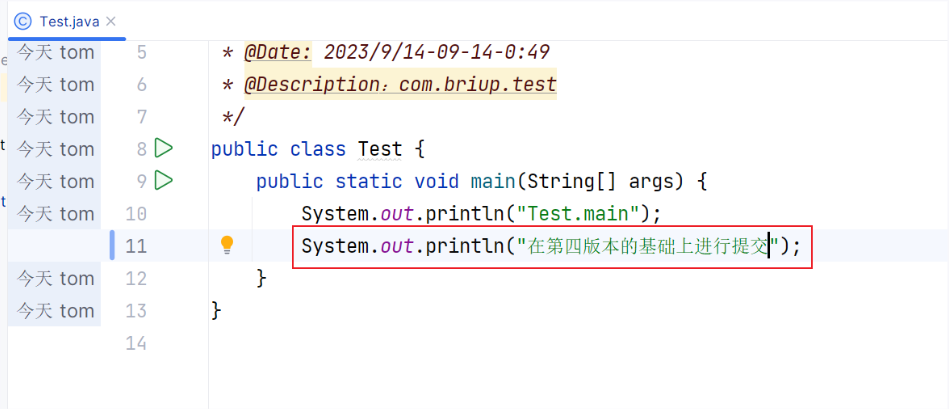 Test.java
今天 tom 5 * @Date: 2023/9/14-09-14-0:49
今天 tom 6 * @Description：com.briup.test
今天 tom 7 */
今天 tom 8 public class Test {
今天 tom 9 public static void main(String[] args) {
今天 tom 10 System.out.println("Test.main");
11 System.out.println("在第四版本的基础上进行提交");
今天 tom 12 }
今天 tom 13 }
14